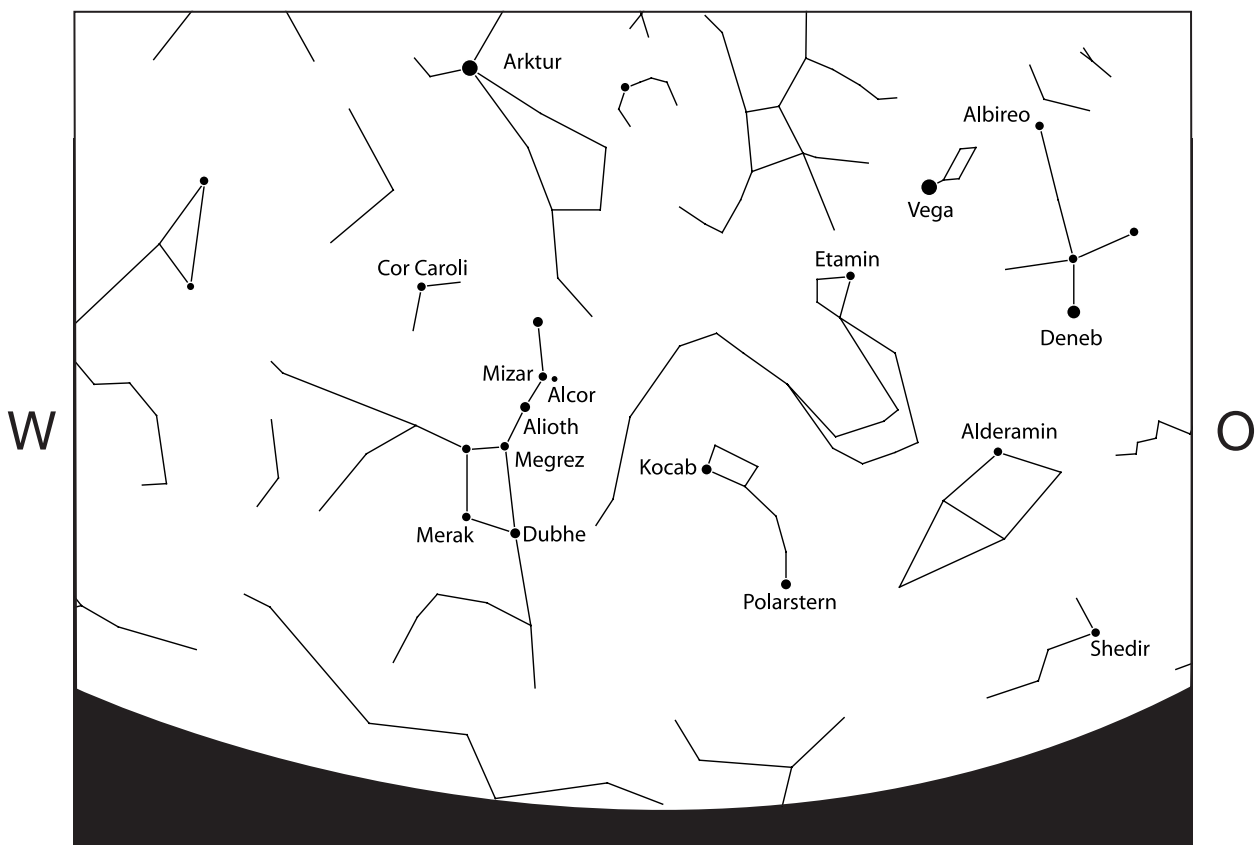 Arktur
Albireo
Vega
Cor Caroli
Etamin
Deneb
Mizar
Alcor
Alioth
W
O
Alderamin
Megrez
Kocab
Merak
Dubhe
Polarstern
Shedir